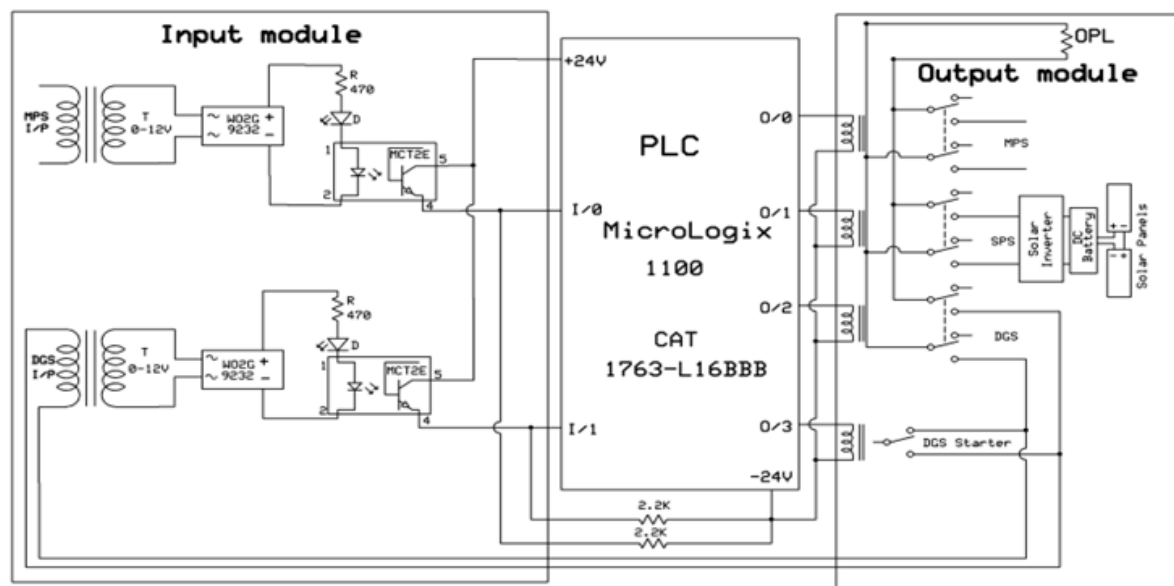 Input module
MPS
I/P
T
0-12V
~
~
W02G
9232
+
-
R
470
D
1
2
MCT2E
5
4
DGS
I/P
T
0-12V
~
~
W02G
9232
+
-
R
470
D
1
2
MCT2E
5
4
+24V
I/0
I/1
PLC
MicroLogix
1100
CAT
1763-L16BBB
O/0
O/1
O/2
O/3
-24V
2.2K
2.2K
OPL
Output module
MPS
SPS
Solar
Inverter
DC
Battery
+ -
- +
Solar Panels
DGS
DGS Starter